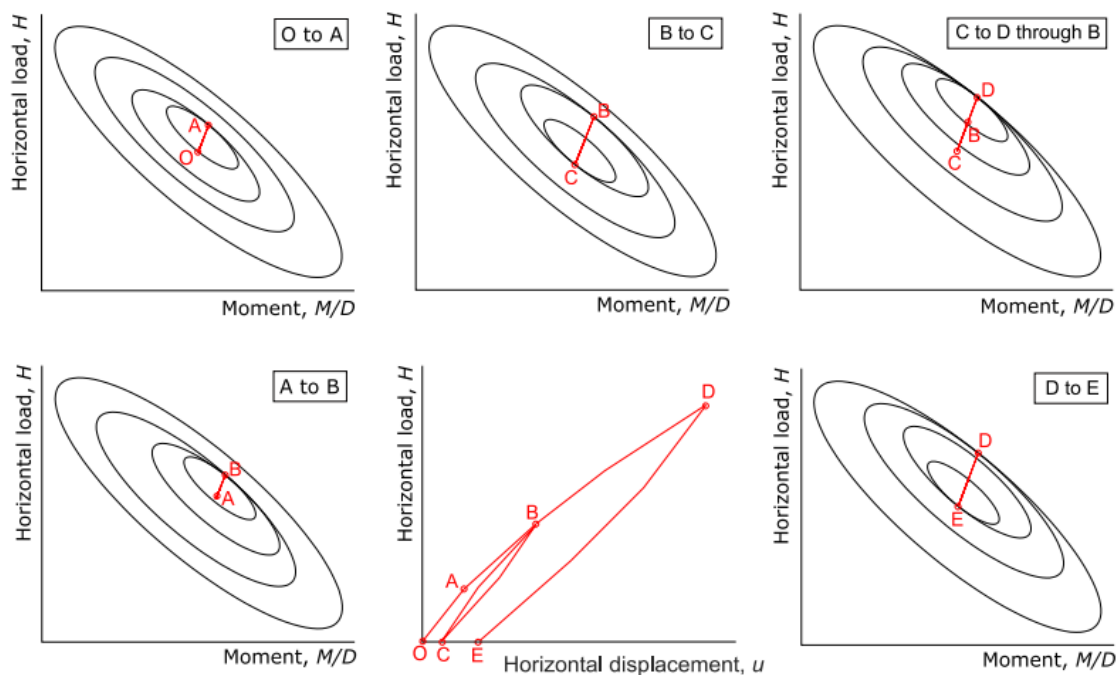 Horizontal load, H
O to A
A
O
Moment, M/D
Horizontal load, H
B to C
B
C
Moment, M/D
Horizontal load, H
C to D through B
D
B
C
Moment, M/D
Horizontal load, H
A to B
B
A
Moment, M/D
Horizontal load, H
D
B
A
O
C
E
Horizontal displacement, u
Horizontal load, H
D to E
D
E
Moment, M/D